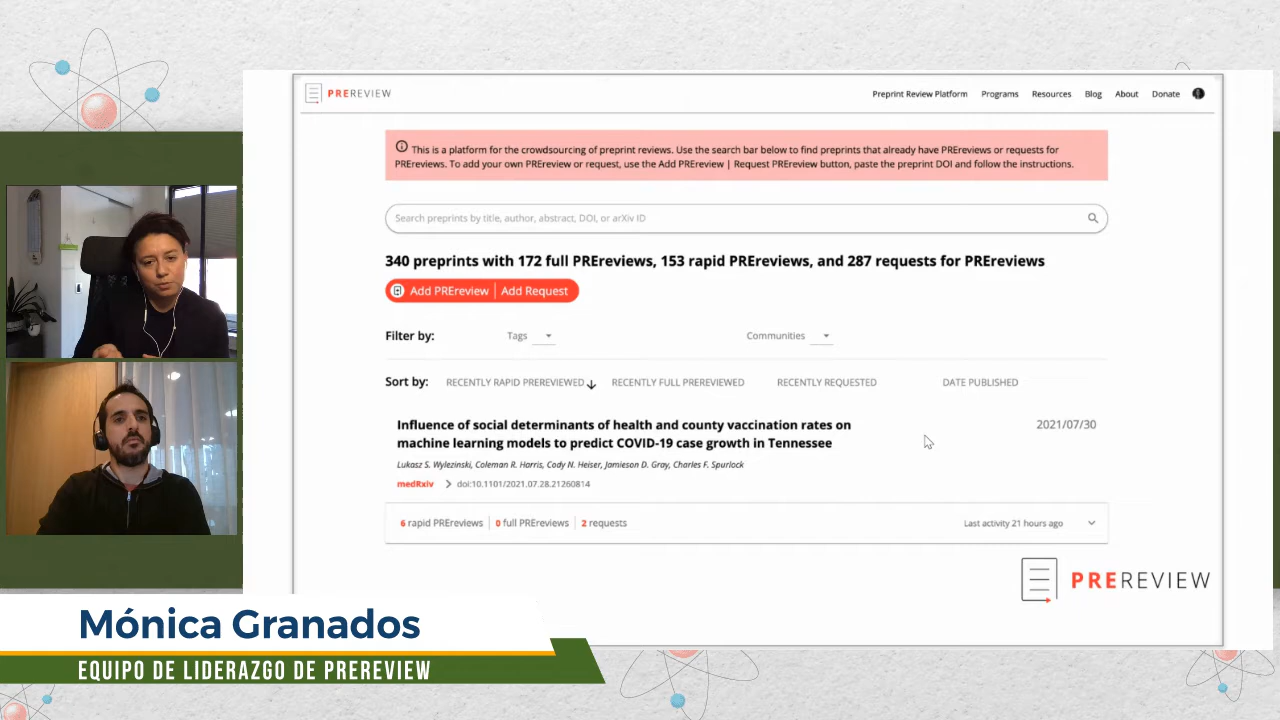 PREREVIEW
Preprint Review Platform Programs Resources Blog About Donate
This is a platform for the crowdsourcing of preprint reviews. Use the search bar below to find preprints that already have PREreviews or requests for
PREreviews. To add your own PREreview or request, use the Add PREreview | Request PREreview button, paste the preprint DOI and follow the instructions.
Search preprints by title, author, abstract, DOI, or arXiv ID
340 preprints with 172 full PREreviews, 153 rapid PREreviews, and 287 requests for PREreviews
Add PREreview | Add Request
Filter by: Tags Communities
Sort by: RECENTLY RAPID PREREVIEWED RECENTLY FULL PREREVIEWED RECENTLY REQUESTED DATE PUBLISHED
Influence of social determinants of health and county vaccination rates on 2021/07/30
machine learning models to predict COVID-19 case growth in Tennessee
Lukasz S. Wylezinski, Coleman R. Harris, Cody N. Heiser, Jamieson D. Gray, Charles F. Spurlock
medRxiv doi:10.1101/2021.07.28.21260814
6 rapid PREreviews 0 full PREreviews 2 requests Last activity 21 hours ago
PREREVIEW
Mónica Granados
EQUIPO DE LIDERAZGO DE PREREVIEW